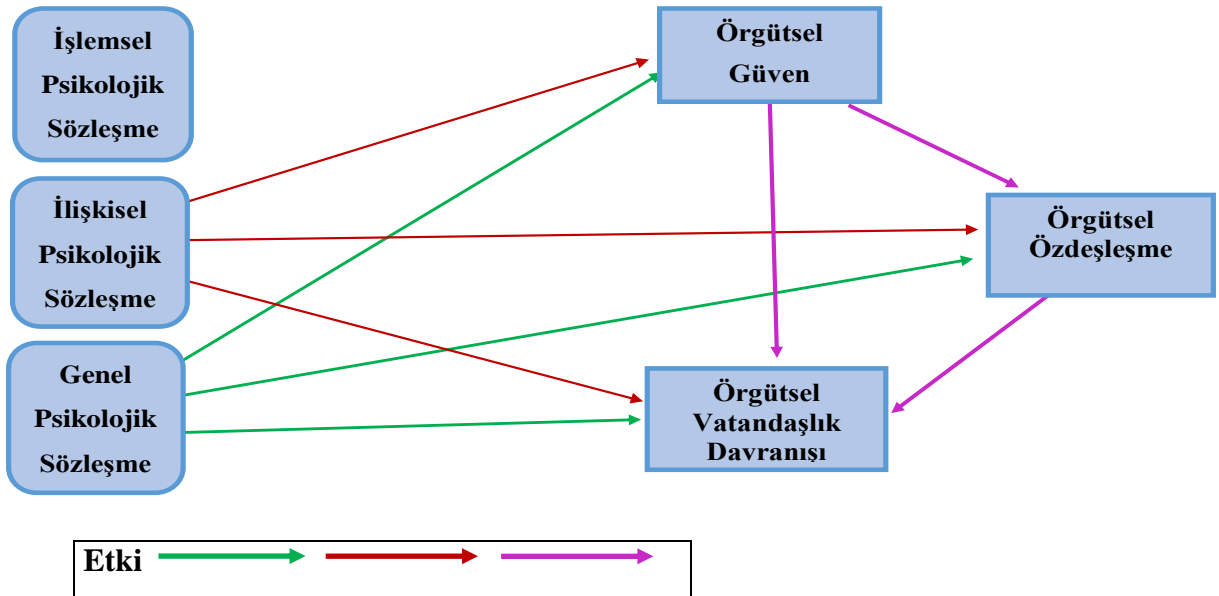 İşlemsel
Psikolojik
Sözleşme
Örgütsel
Güven
İlişkisel
Psikolojik
Sözleşme
Örgütsel
Özdeşleşme
Genel
Psikolojik
Sözleşme
Örgütsel
Vatandaşlık
Davranışı
Etki